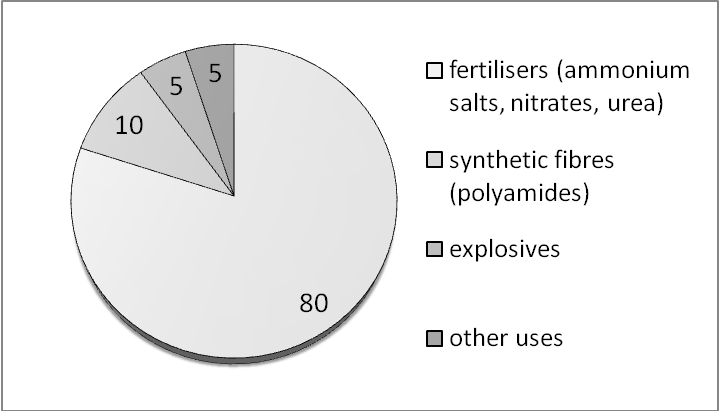 5
5
10
80
fertilisers (ammonium
salts, nitrates, urea)
synthetic fibres
(polyamides)
explosives
other uses